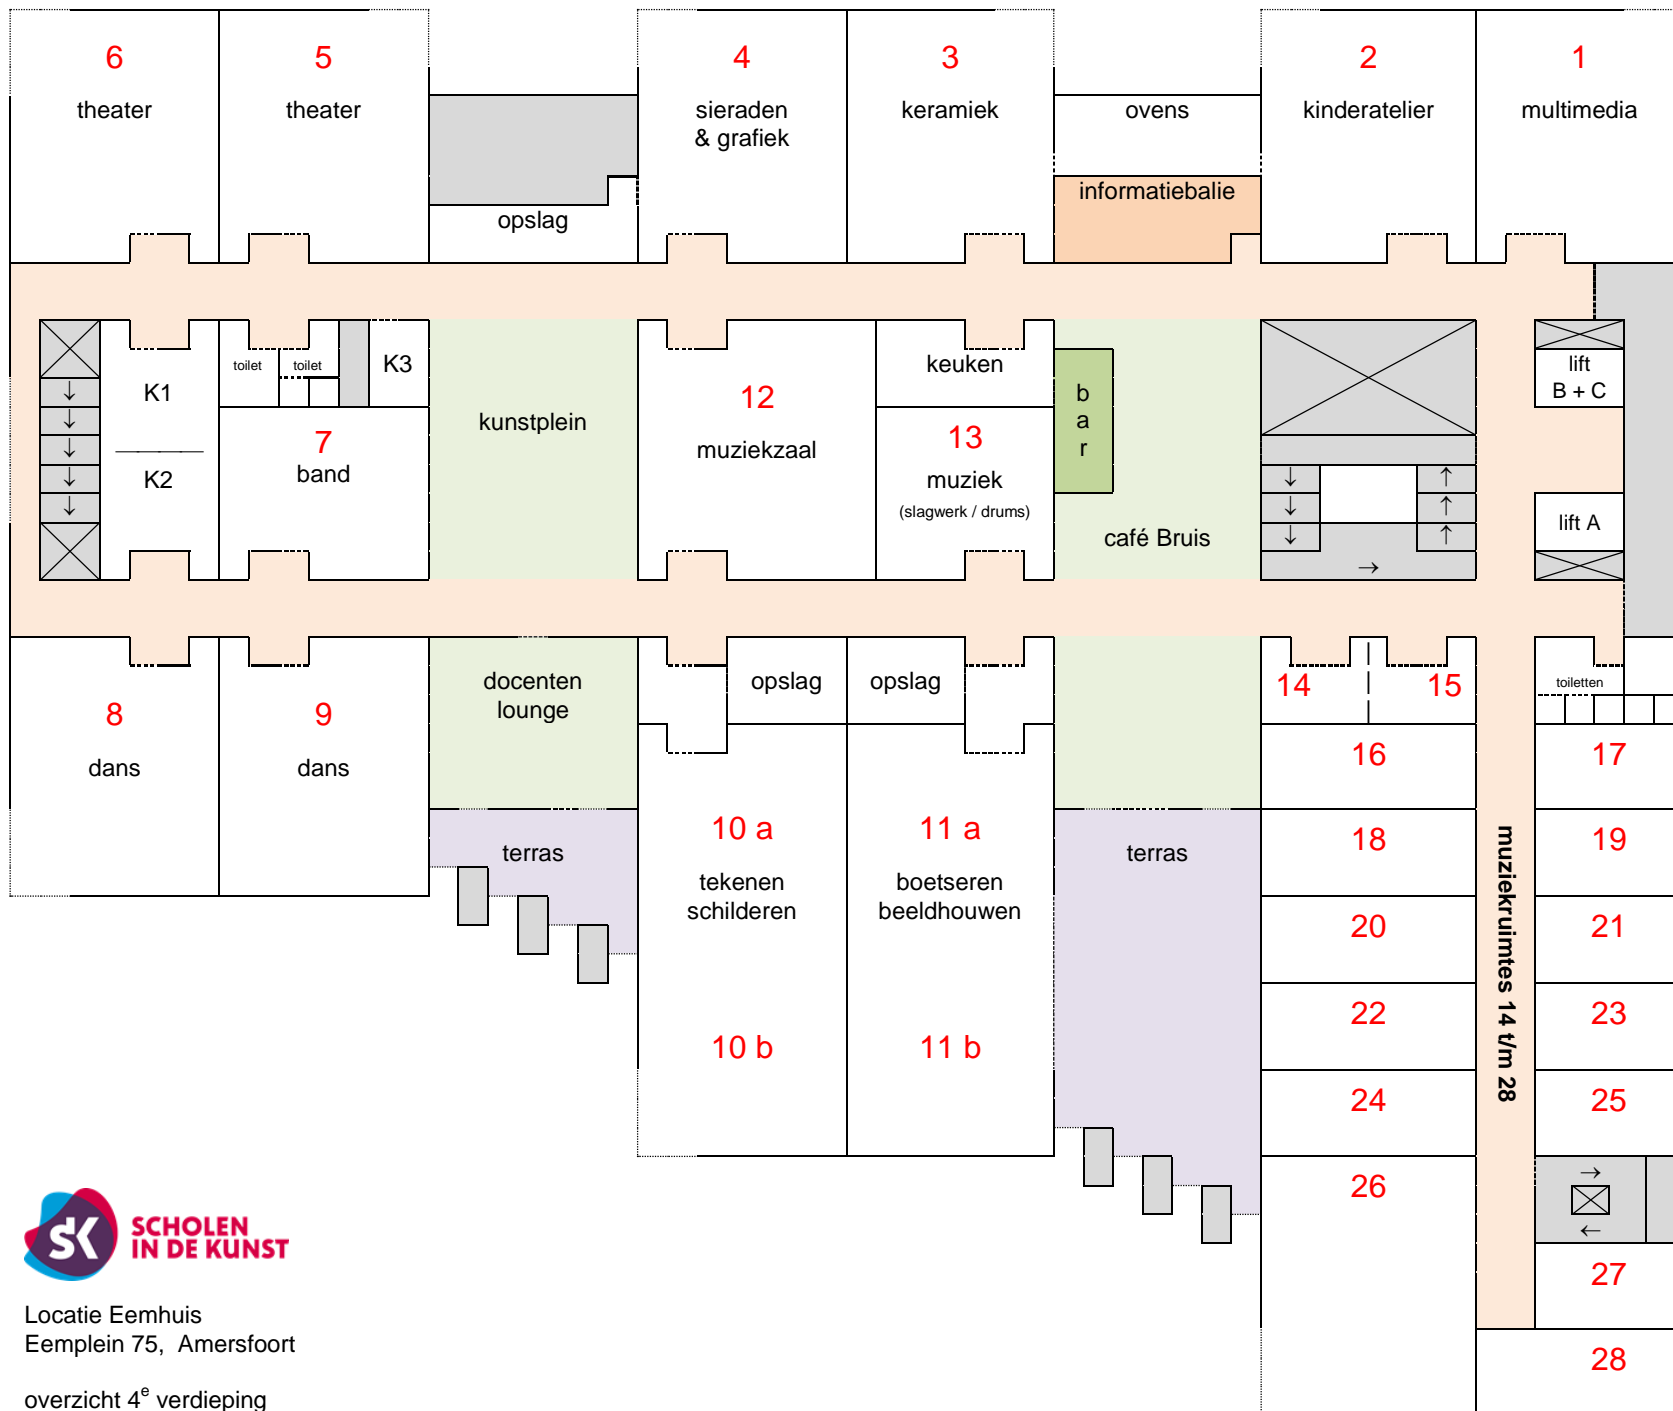 6
theater
5
theater
4
sieraden
& grafiek
3
keramiek
ovens
2
kinderatelier
1
multimedia
opslag
informatiebalie
K1
K2
toilet
toilet
K3
7
band
kunstplein
12
muziekzaal
keuken
13
muziek
(slagwerk / drums)
b
a
r
café Bruis
↓
↓
↓
↓
↓
↓
↓
↓
→
↑
↑
↑
lift
B + C
lift A
8
dans
9
dans
docenten
lounge
terras
opslag
opslag
10 a
tekenen
schilderen
10 b
11 a
boetseren
beeldhouwen
11 b
terras
14
15
toiletten
16
17
18
19
20
21
22
23
24
25
26
→
←
27
28
muziekruimtes 14 t/m 28
sK
SCHOLEN
IN DE KUNST
Locatie Eemhuis
Eemplein 75, Amersfoort
overzicht 4e verdieping